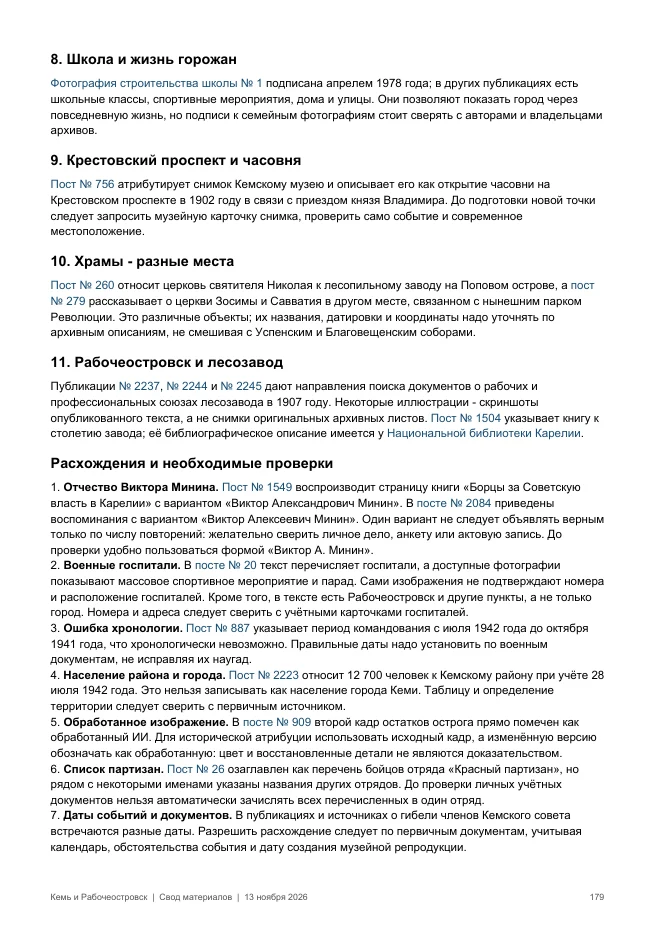 8. Школа и жизнь горожан
Фотография строительства школы № 1 подписана апрелем 1978 года; в других публикациях есть
школьные классы, спортивные мероприятия, дома и улицы. Они позволяют показать город через
повседневную жизнь, но подписи к семейным фотографиям стоит сверять с авторами и владельцами
архивов.
9. Крестовский проспект и часовня
Пост № 756 атрибутирует снимок Кемскому музею и описывает его как открытие часовни на
Крестовском проспекте в 1902 году в связи с приездом князя Владимира. До подготовки новой точки
следует запросить музейную карточку снимка, проверить само событие и современное
местоположение.
10. Храмы - разные места
Пост № 260 относит церковь святителя Николая к лесопильному заводу на Поповом острове, а пост
№ 279 рассказывает о церкви Зосимы и Савватия в другом месте, связанном с нынешним парком
Революции. Это различные объекты; их названия, датировки и координаты надо уточнять по
архивным описаниям, не смешивая с Успенским и Благовещенским соборами.
11. Рабочеостровск и лесозавод
Публикации № 2237, № 2244 и № 2245 дают направления поиска документов о рабочих и
профессиональных союзах лесозавода в 1907 году. Некоторые иллюстрации - скриншоты
опубликованного текста, а не снимки оригинальных архивных листов. Пост № 1504 указывает книгу к
столетию завода; её библиографическое описание имеется у Национальной библиотеки Карелии.
Расхождения и необходимые проверки
1. Отчество Виктора Минина. Пост № 1549 воспроизводит страницу книги «Борцы за Советскую
власть в Карелии» с вариантом «Виктор Александрович Минин». В посте № 2084 приведены
воспоминания с вариантом «Виктор Алексеевич Минин». Один вариант не следует объявлять верным
только по числу повторений: желательно сверить личное дело, анкету или актовую запись. До
проверки удобно пользоваться формой «Виктор А. Минин».
2. Военные госпитали. В посте № 20 текст перечисляет госпитали, а доступные фотографии
показывают массовое спортивное мероприятие и парад. Сами изображения не подтверждают номера
и расположение госпиталей. Кроме того, в тексте есть Рабочеостровск и другие пункты, а не только
город. Номера и адреса следует сверить с учётными карточками госпиталей.
3. Ошибка хронологии. Пост № 887 указывает период командования с июля 1942 года до октября
1941 года, что хронологически невозможно. Правильные даты надо установить по военным
документам, не исправляя их наугад.
4. Население района и города. Пост № 2223 относит 12 700 человек к Кемскому району при учёте 28
июля 1942 года. Это нельзя записывать как население города Кеми. Таблицу и определение
территории следует сверить с первичным источником.
5. Обработанное изображение. В посте № 909 второй кадр остатков острога прямо помечен как
обработанный ИИ. Для исторической атрибуции использовать исходный кадр, а изменённую версию
обозначать как обработанную: цвет и восстановленные детали не являются доказательством.
6. Список партизан. Пост № 26 озаглавлен как перечень бойцов отряда «Красный партизан», но
рядом с некоторыми именами указаны названия других отрядов. До проверки личных учётных
документов нельзя автоматически зачислять всех перечисленных в один отряд.
7. Даты событий и документов. В публикациях и источниках о гибели членов Кемского совета
встречаются разные даты. Разрешить расхождение следует по первичным документам, учитывая
календарь, обстоятельства события и дату создания музейной репродукции.
Кемь и Рабочеостровск | Свод материалов | 13 ноября 2026 179